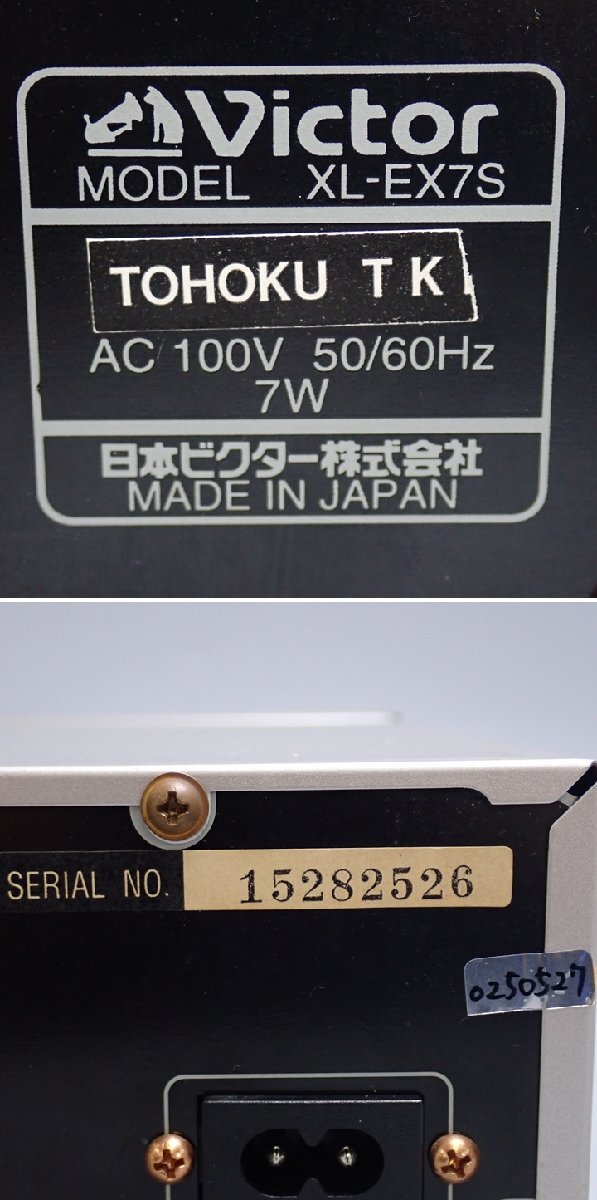 Victor
MODEL XL-EX7S
TOHOKU T K
AC 100V 50/60Hz
7W
日本ビクター株式会社
MADE IN JAPAN
SERIAL NO. 15282526
0250527